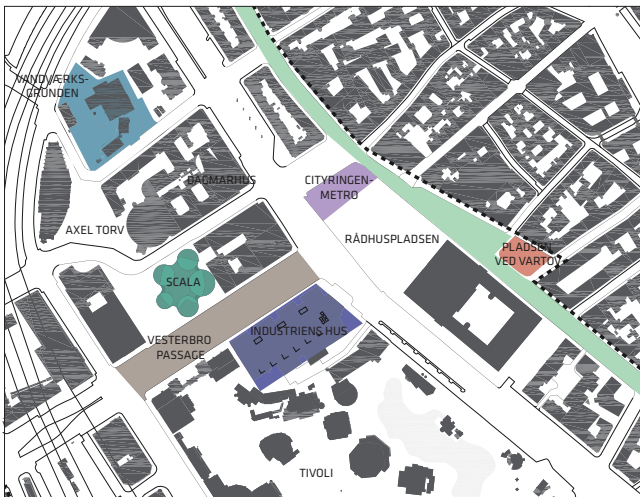 VANDVÆRKS-
GRUNDEN
DAGMARHUS
CITYRINGEN-
METRO
AXEL TORV
RÅDHUSPLADSEN
PLADSEN
VED VARTOV
SCALA
INDUSTRIENS HUS
VESTERBRO
PASSAGE
TIVOLI